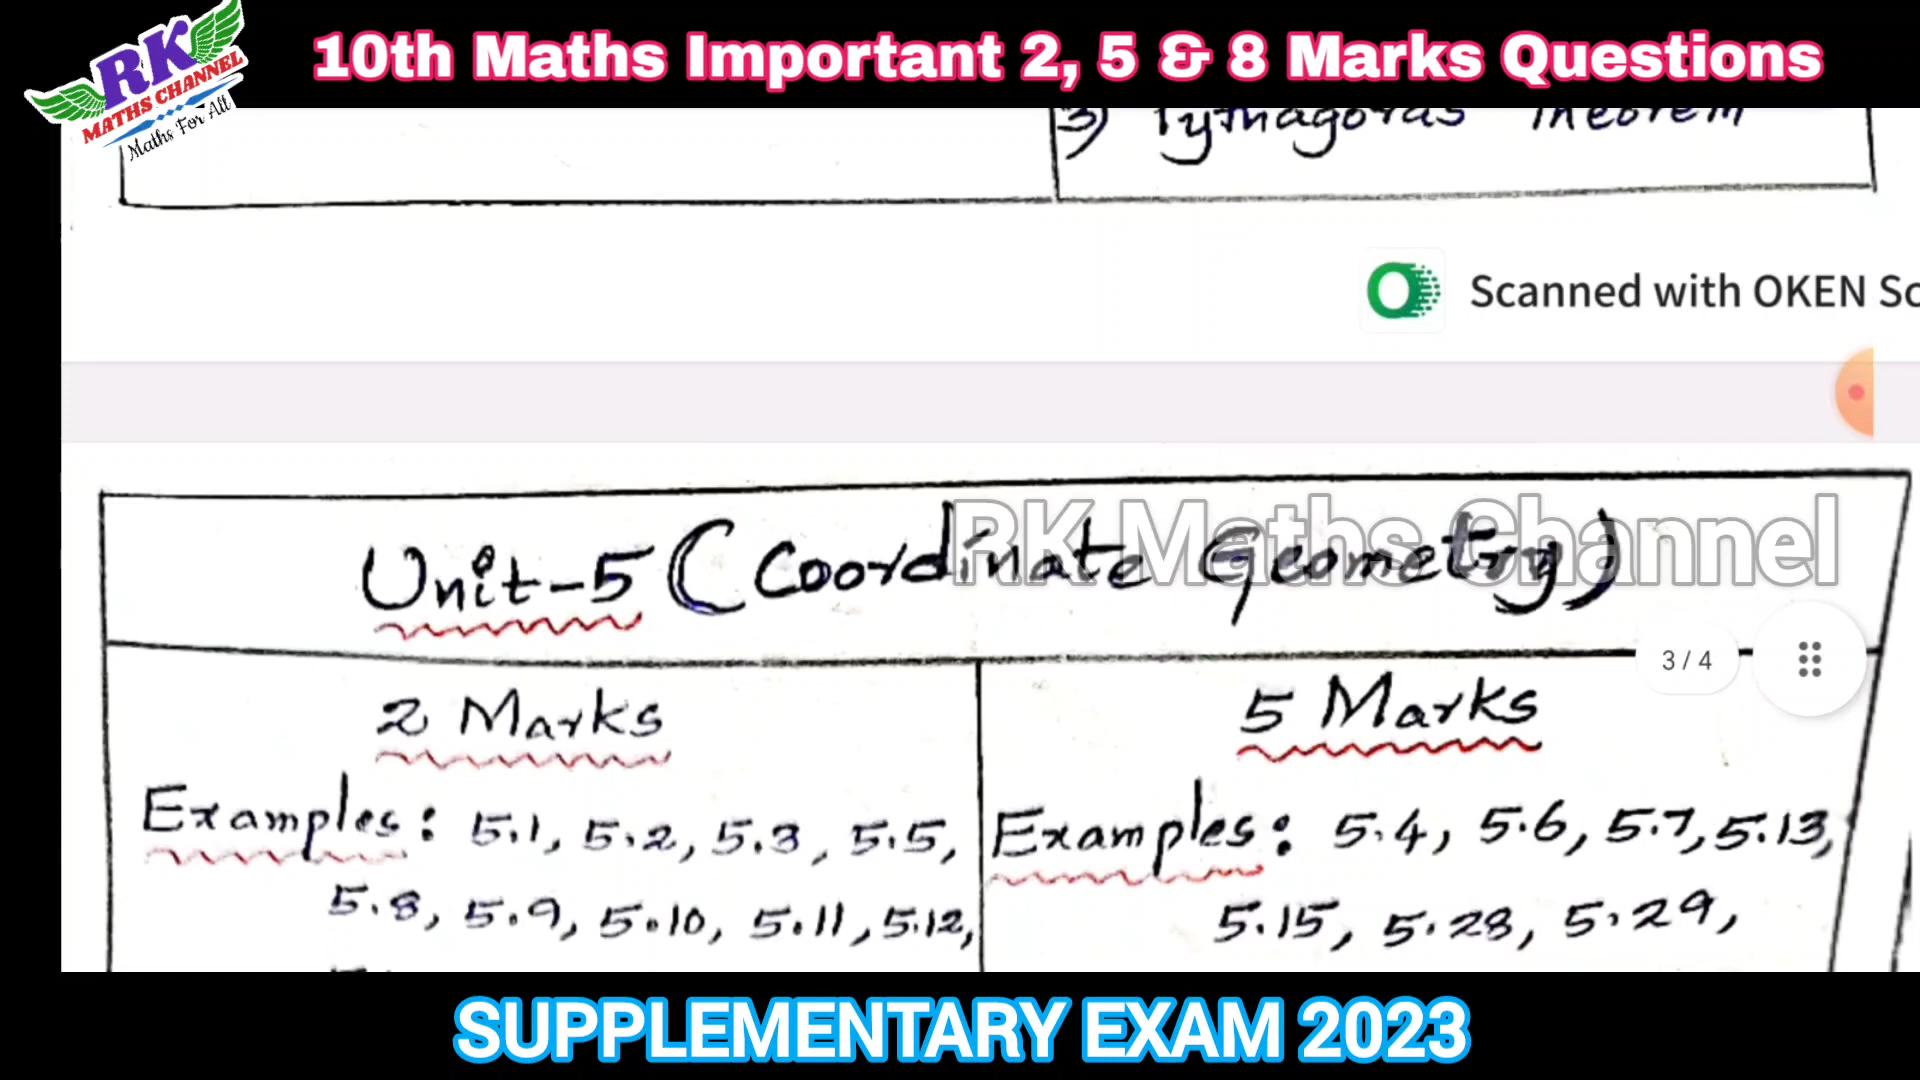 RK
MATHS CHANNEL
Maths For All
10th Maths Important 2, 5 & 8 Marks Questions
3) Pythagoras Theorem
Scanned with OKEN Sc
RK Maths Channel
Unit-5 (Coordinate Geometry)
3 / 4
2 Marks
5 Marks
Examples: 5.1, 5.2, 5.3, 5.5,
5.8, 5.9, 5.10, 5.11, 5.12,
Examples: 5.4, 5.6, 5.7, 5.13,
5.15, 5.28, 5.29,
SUPPLEMENTARY EXAM 2023